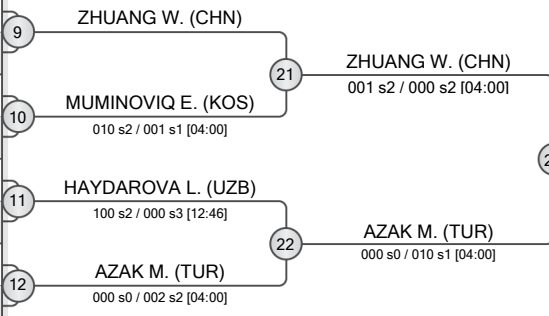 9
ZHUANG W. (CHN)
21
ZHUANG W. (CHN)
001 s2 / 000 s2 [04:00]
10
MUMINOVIQ E. (KOS)
010 s2 / 001 s1 [04:00]
11
HAYDAROVA L. (UZB)
100 s2 / 000 s3 [12:46]
22
AZAK M. (TUR)
000 s0 / 010 s1 [04:00]
12
AZAK M. (TUR)
000 s0 / 002 s2 [04:00]